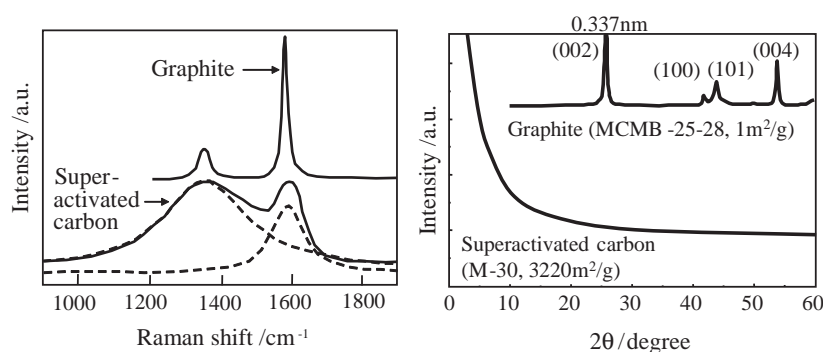 Intensity /a.u.
Graphite
Super-
activated
carbon
1000 1200 1400 1600 1800
Raman shift /cm⁻¹
Intensity /a.u.
0.337nm
(002)
(100)
(101)
(004)
Graphite (MCMB -25-28, 1m²/g)
Superactivated carbon
(M-30, 3220m²/g)
0 10 20 30 40 50 60
2θ / degree